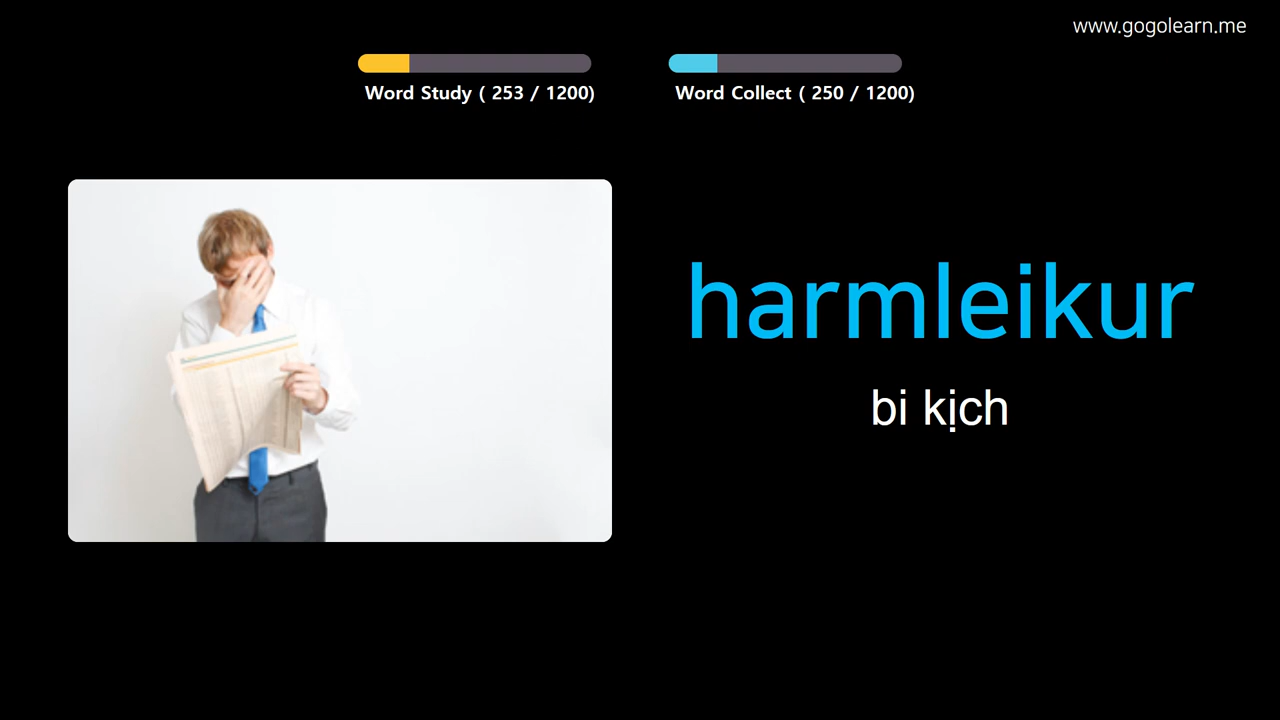 www.gogolearn.me
Word Study ( 253 / 1200)
Word Collect ( 250 / 1200)
harmleikur
bi kịch